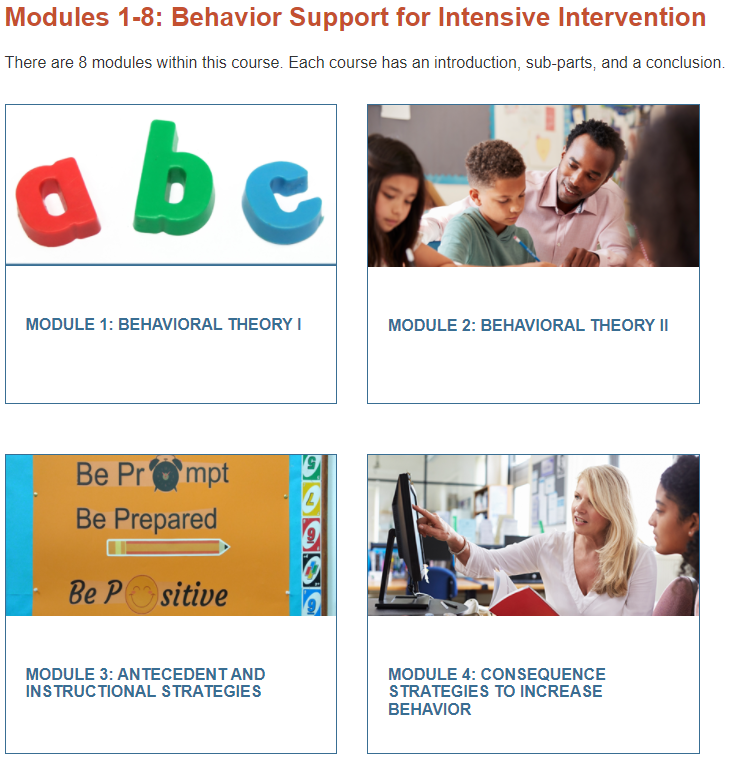 Modules 1-8: Behavior Support for Intensive Intervention
There are 8 modules within this course. Each course has an introduction, sub-parts, and a conclusion.
a b c
MODULE 1: BEHAVIORAL THEORY I
MODULE 2: BEHAVIORAL THEORY II
Be Prompt
Be Prepared
Be Positive
MODULE 3: ANTECEDENT AND
INSTRUCTIONAL STRATEGIES
MODULE 4: CONSEQUENCE
STRATEGIES TO INCREASE
BEHAVIOR